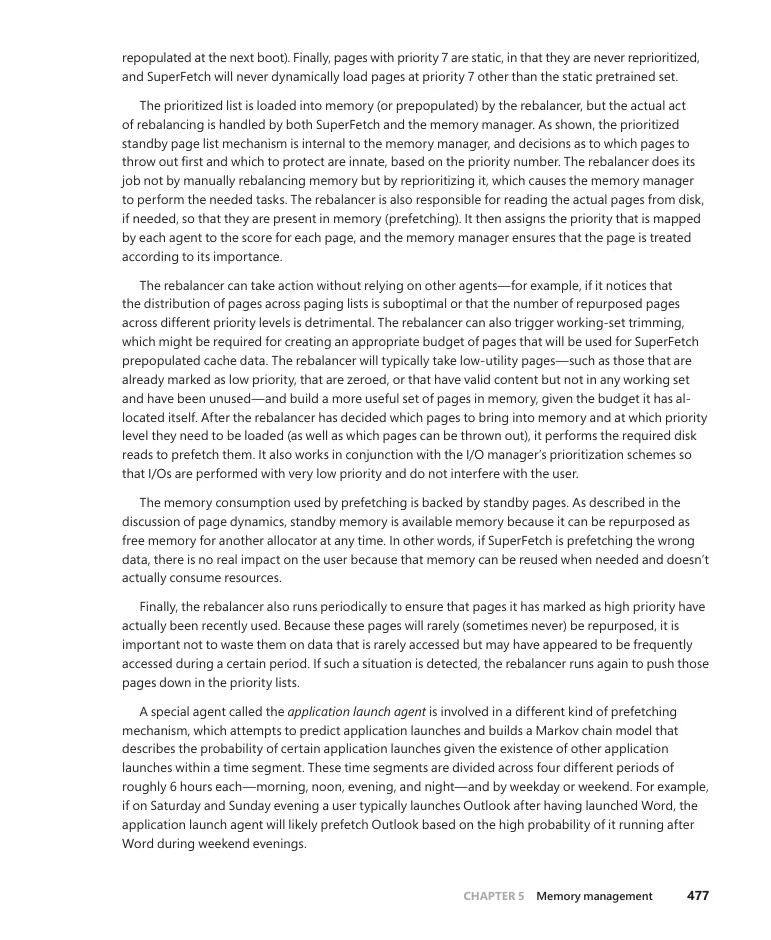 repopulated at the next boot). Finally, pages with priority 7 are static, in that they are never reprioritized,
and SuperFetch will never dynamically load pages at priority 7 other than the static pretrained set.
The prioritized list is loaded into memory (or prepopulated) by the rebalancer, but the actual act
of rebalancing is handled by both SuperFetch and the memory manager. As shown, the prioritized
standby page list mechanism is internal to the memory manager, and decisions as to which pages to
throw out first and which to protect are innate, based on the priority number. The rebalancer does its
job not by manually rebalancing memory but by reprioritizing it, which causes the memory manager
to perform the needed tasks. The rebalancer is also responsible for reading the actual pages from disk,
if needed, so that they are present in memory (prefetching). It then assigns the priority that is mapped
by each agent to the score for each page, and the memory manager ensures that the page is treated
according to its importance.
The rebalancer can take action without relying on other agents—for example, if it notices that
the distribution of pages across paging lists is suboptimal or that the number of repurposed pages
across different priority levels is detrimental. The rebalancer can also trigger working-set trimming,
which might be required for creating an appropriate budget of pages that will be used for SuperFetch
prepopulated cache data. The rebalancer will typically take low-utility pages—such as those that are
already marked as low priority, that are zeroed, or that have valid content but not in any working set
and have been unused—and build a more useful set of pages in memory, given the budget it has al-
located itself. After the rebalancer has decided which pages to bring into memory and at which priority
level they need to be loaded (as well as which pages can be thrown out), it performs the required disk
reads to prefetch them. It also works in conjunction with the I/O manager’s prioritization schemes so
that I/Os are performed with very low priority and do not interfere with the user.
The memory consumption used by prefetching is backed by standby pages. As described in the
discussion of page dynamics, standby memory is available memory because it can be repurposed as
free memory for another allocator at any time. In other words, if SuperFetch is prefetching the wrong
data, there is no real impact on the user because that memory can be reused when needed and doesn’t
actually consume resources.
Finally, the rebalancer also runs periodically to ensure that pages it has marked as high priority have
actually been recently used. Because these pages will rarely (sometimes never) be repurposed, it is
important not to waste them on data that is rarely accessed but may have appeared to be frequently
accessed during a certain period. If such a situation is detected, the rebalancer runs again to push those
pages down in the priority lists.
A special agent called the application launch agent is involved in a different kind of prefetching
mechanism, which attempts to predict application launches and builds a Markov chain model that
describes the probability of certain application launches given the existence of other application
launches within a time segment. These time segments are divided across four different periods of
roughly 6 hours each—morning, noon, evening, and night—and by weekday or weekend. For example,
if on Saturday and Sunday evening a user typically launches Outlook after having launched Word, the
application launch agent will likely prefetch Outlook based on the high probability of it running after
Word during weekend evenings.
CHAPTER 5 Memory management 477